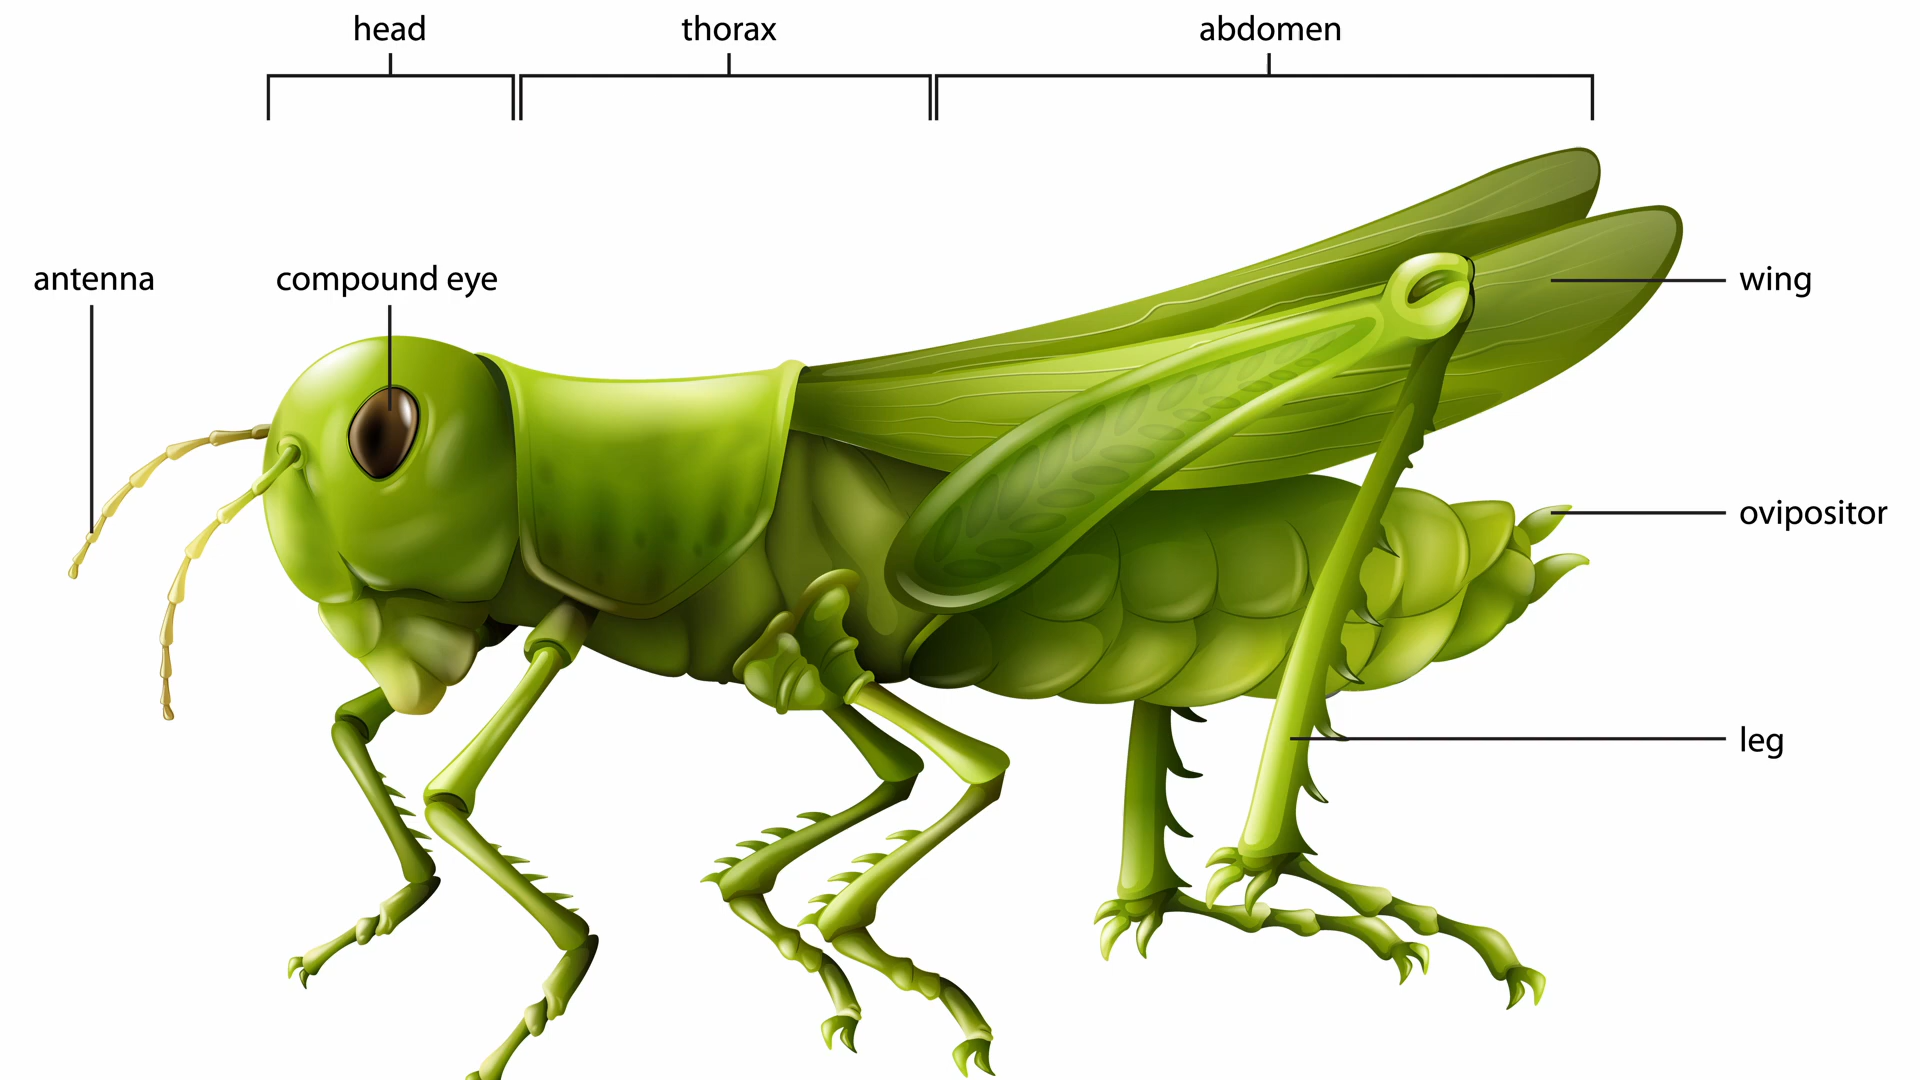 head
thorax
abdomen
antenna
compound eye
wing
ovipositor
leg